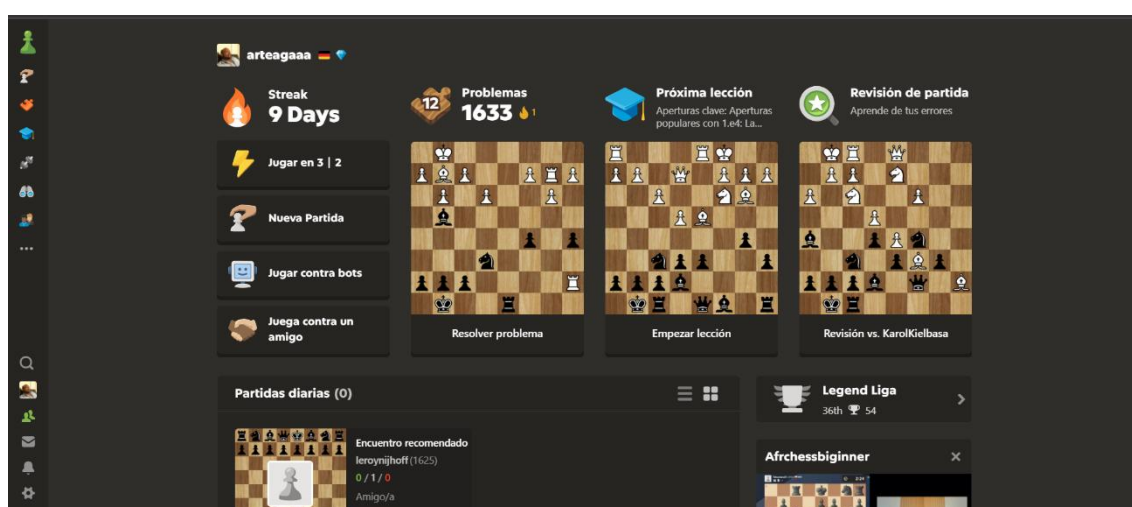 arteagaaa
Streak
9 Days
Jugar en 3 | 2
Nueva Partida
Jugar contra bots
Juega contra un
amigo
12
Problemas
1633 1
Resolver problema
Próxima lección
Aperturas clave: Aperturas
populares con 1.e4: La...
Empezar lección
Revisión de partida
Aprende de tus errores
Revisión vs. KarolKielbasa
Partidas diarias (0)
Encuentro recomendado
leroynijhoff (1625)
0 / 1 / 0
Amigo/a
Legend Liga
36th 54
Afrchessbiginner